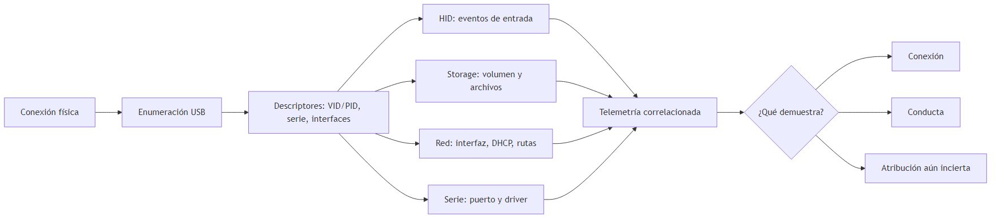 Conexión física
Enumeración USB
Descriptores: VID/PID,
serie, interfaces
HID: eventos de entrada
Storage: volumen y
archivos
Red: interfaz, DHCP, rutas
Serie: puerto y driver
Telemetría correlacionada
¿Qué demuestra?
Conexión
Conducta
Atribución aún incierta